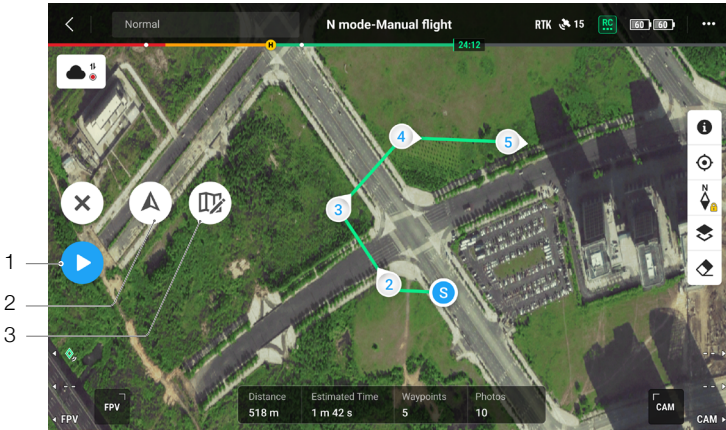 Normal
N mode-Manual flight
RTK 15
RC
60 60
H
24:12
4
5
N
3
1
2
2
S
3
Distance Estimated Time Waypoints Photos
518 m 1 m 42 s 5 10
- -
- -
- -
FPV
CAM
FPV
CAM